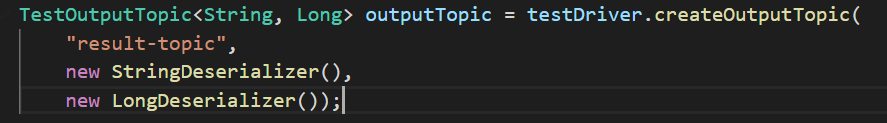 TestOutputTopic<String, Long> outputTopic = testDriver.createOutputTopic(
"result-topic",
new StringDeserializer(),
new LongDeserializer());